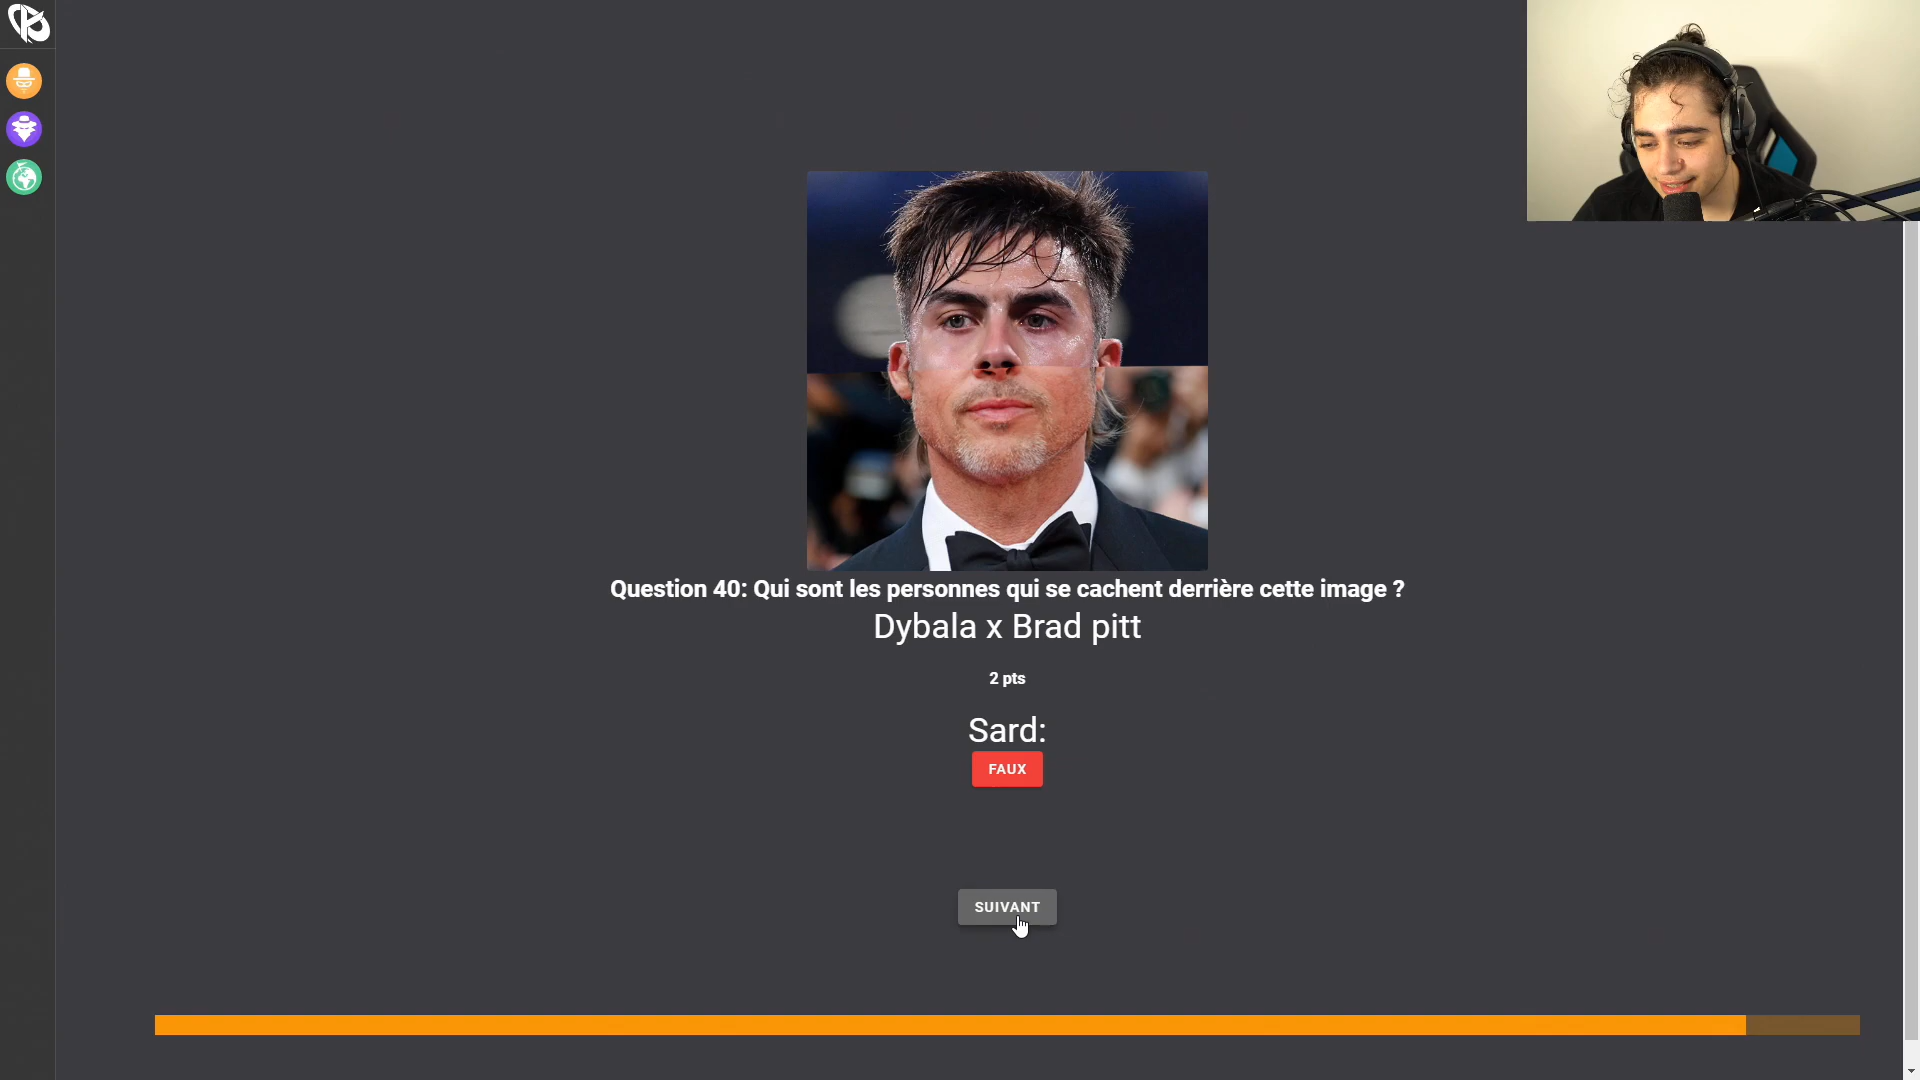 Question 40: Qui sont les personnes qui se cachent derrière cette image ?
Dybala x Brad pitt
2 pts
Sard:
FAUX
SUIVANT